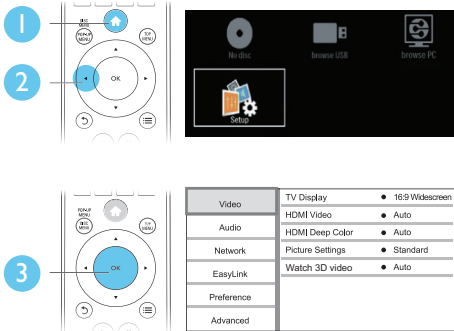 1
DISC
MENU
POP-UP
MENU
TOP
MENU
No disc
browse USB
browse PC
2
OK
Setup
POP-UP
MENU
DISC
MENU
TOP
MENU
Video
TV Display
16:9 Widescreen
Audio
HDMI Video
Auto
HDMI Deep Color
Auto
Network
Picture Settings
Standard
3
OK
EasyLink
Watch 3D video
Auto
Preference
Advanced